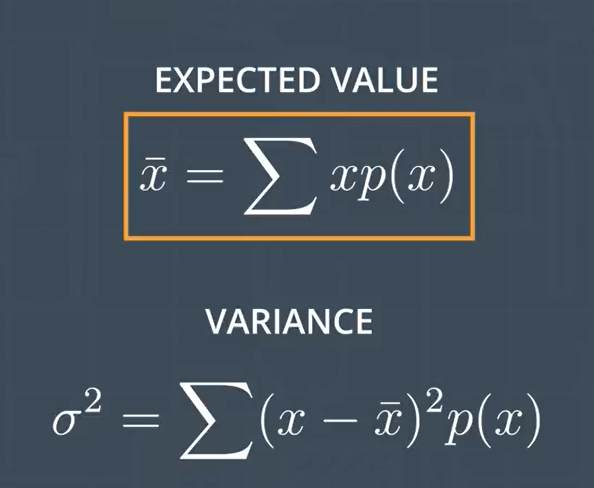 EXPECTED VALUE
x̄ = ∑ xp(x)
VARIANCE
σ² = ∑(x − x̄)²p(x)